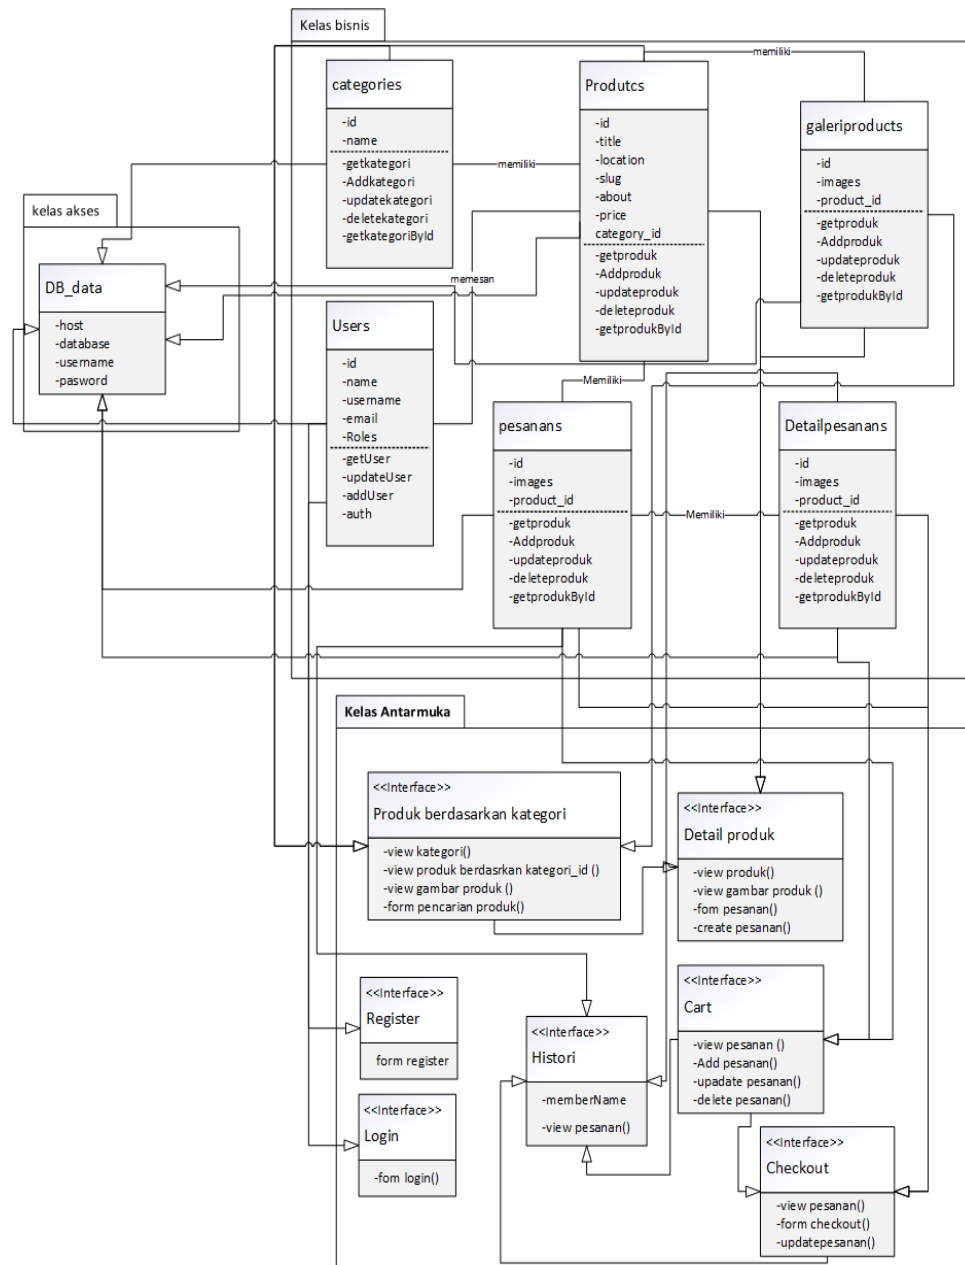 Kelas bisnis
memiliki
categories
-id
-name
-getkategori
-Addkategori
-updatekategori
-deletekategori
-getkategoriById
memiliki
Produtcs
-id
-title
-location
-slug
-about
-price
category_id
-getproduk
-Addproduk
-updateproduk
-deleteproduk
-getprodukById
galeriproducts
-id
-images
-product_id
-getproduk
-Addproduk
-updateproduk
-deleteproduk
-getprodukById
kelas akses
DB_data
-host
-database
-username
-pasword
memesan
Users
-id
-name
-username
-email
-Roles
-getUser
-updateUser
-addUser
-auth
Memiliki
pesanans
-id
-images
-product_id
-getproduk
-Addproduk
-updateproduk
-deleteproduk
-getprodukById
Memiliki
Detailpesanans
-id
-images
-product_id
-getproduk
-Addproduk
-updateproduk
-deleteproduk
-getprodukById
Kelas Antarmuka
<<Interface>>
Produk berdasarkan kategori
-view kategori()
-view produk berdasrkan kategori_id ()
-view gambar produk ()
-form pencarian produk()
<<Interface>>
Detail produk
-view produk()
-view gambar produk ()
-fom pesanan()
-create pesanan()
<<Interface>>
Register
form register
<<Interface>>
Login
-fom login()
<<Interface>>
Histori
-memberName
-view pesanan()
<<Interface>>
Cart
-view pesanan ()
-Add pesanan()
-upadate pesanan()
-delete pesanan()
<<Interface>>
Checkout
-view pesanan()
-form checkout()
-updatepesanan()